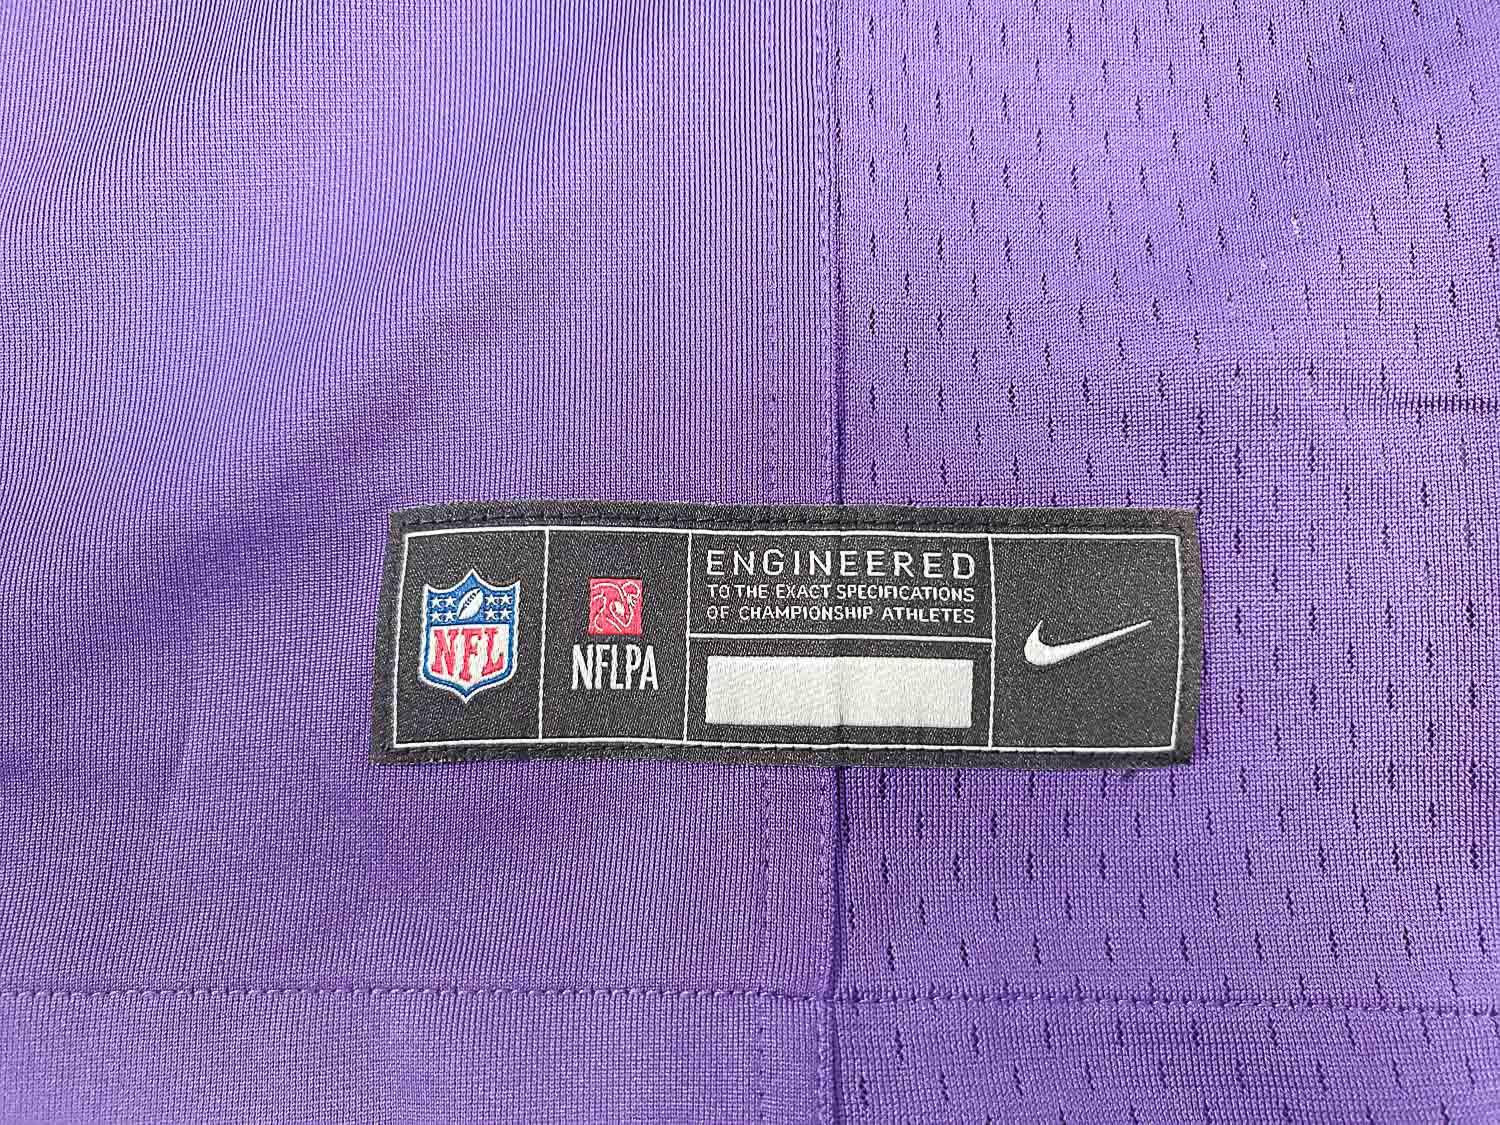 NFL
NFLPA
ENGINEERED
TO THE EXACT SPECIFICATIONS
OF CHAMPIONSHIP ATHLETES